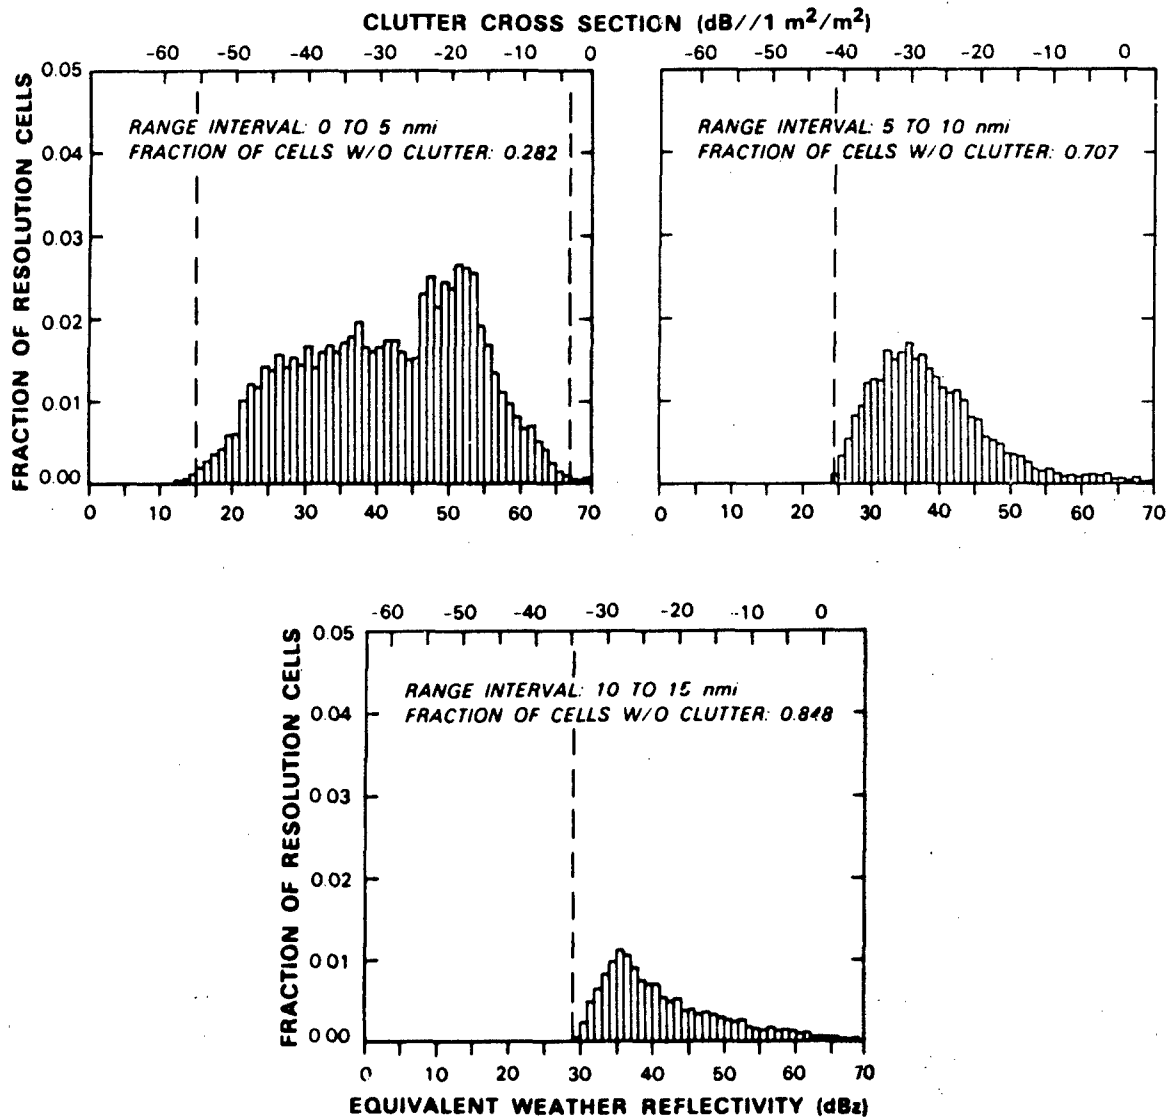 CLUTTER CROSS SECTION (dB//1 m²/m²)
-60 -50 -40 -30 -20 -10 0
-60 -50 -40 -30 -20 -10 0
FRACTION OF RESOLUTION CELLS
0.05
0.04
0.03
0.02
0.01
0.00
RANGE INTERVAL: 0 TO 5 nmi
FRACTION OF CELLS W/O CLUTTER: 0.282
0 10 20 30 40 50 60 70
RANGE INTERVAL: 5 TO 10 nmi
FRACTION OF CELLS W/O CLUTTER: 0.707
0 10 20 30 40 50 60 70
-60 -50 -40 -30 -20 -10 0
FRACTION OF RESOLUTION CELLS
0.05
0.04
0.03
0.02
0.01
0.00
RANGE INTERVAL: 10 TO 15 nmi
FRACTION OF CELLS W/O CLUTTER: 0.848
0 10 20 30 40 50 60 70
EQUIVALENT WEATHER REFLECTIVITY (dBz)